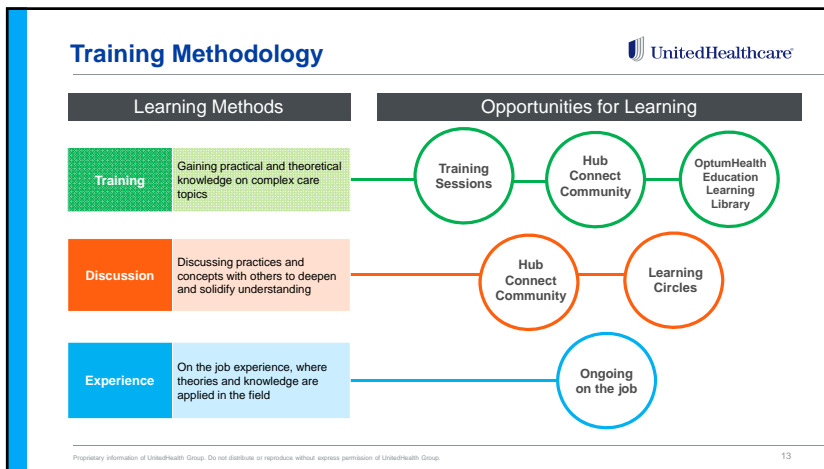 Training Methodology
UnitedHealthcare®
Learning Methods
Opportunities for Learning
Training
Gaining practical and theoretical
knowledge on complex care
topics
Training
Sessions
Hub
Connect
Community
OptumHealth
Education
Learning
Library
Discussion
Discussing practices and
concepts with others to deepen
and solidify understanding
Hub
Connect
Community
Learning
Circles
Experience
On the job experience, where
theories and knowledge are
applied in the field
Ongoing
on the job
Proprietary information of UnitedHealth Group. Do not distribute or reproduce without express permission of UnitedHealth Group.
13